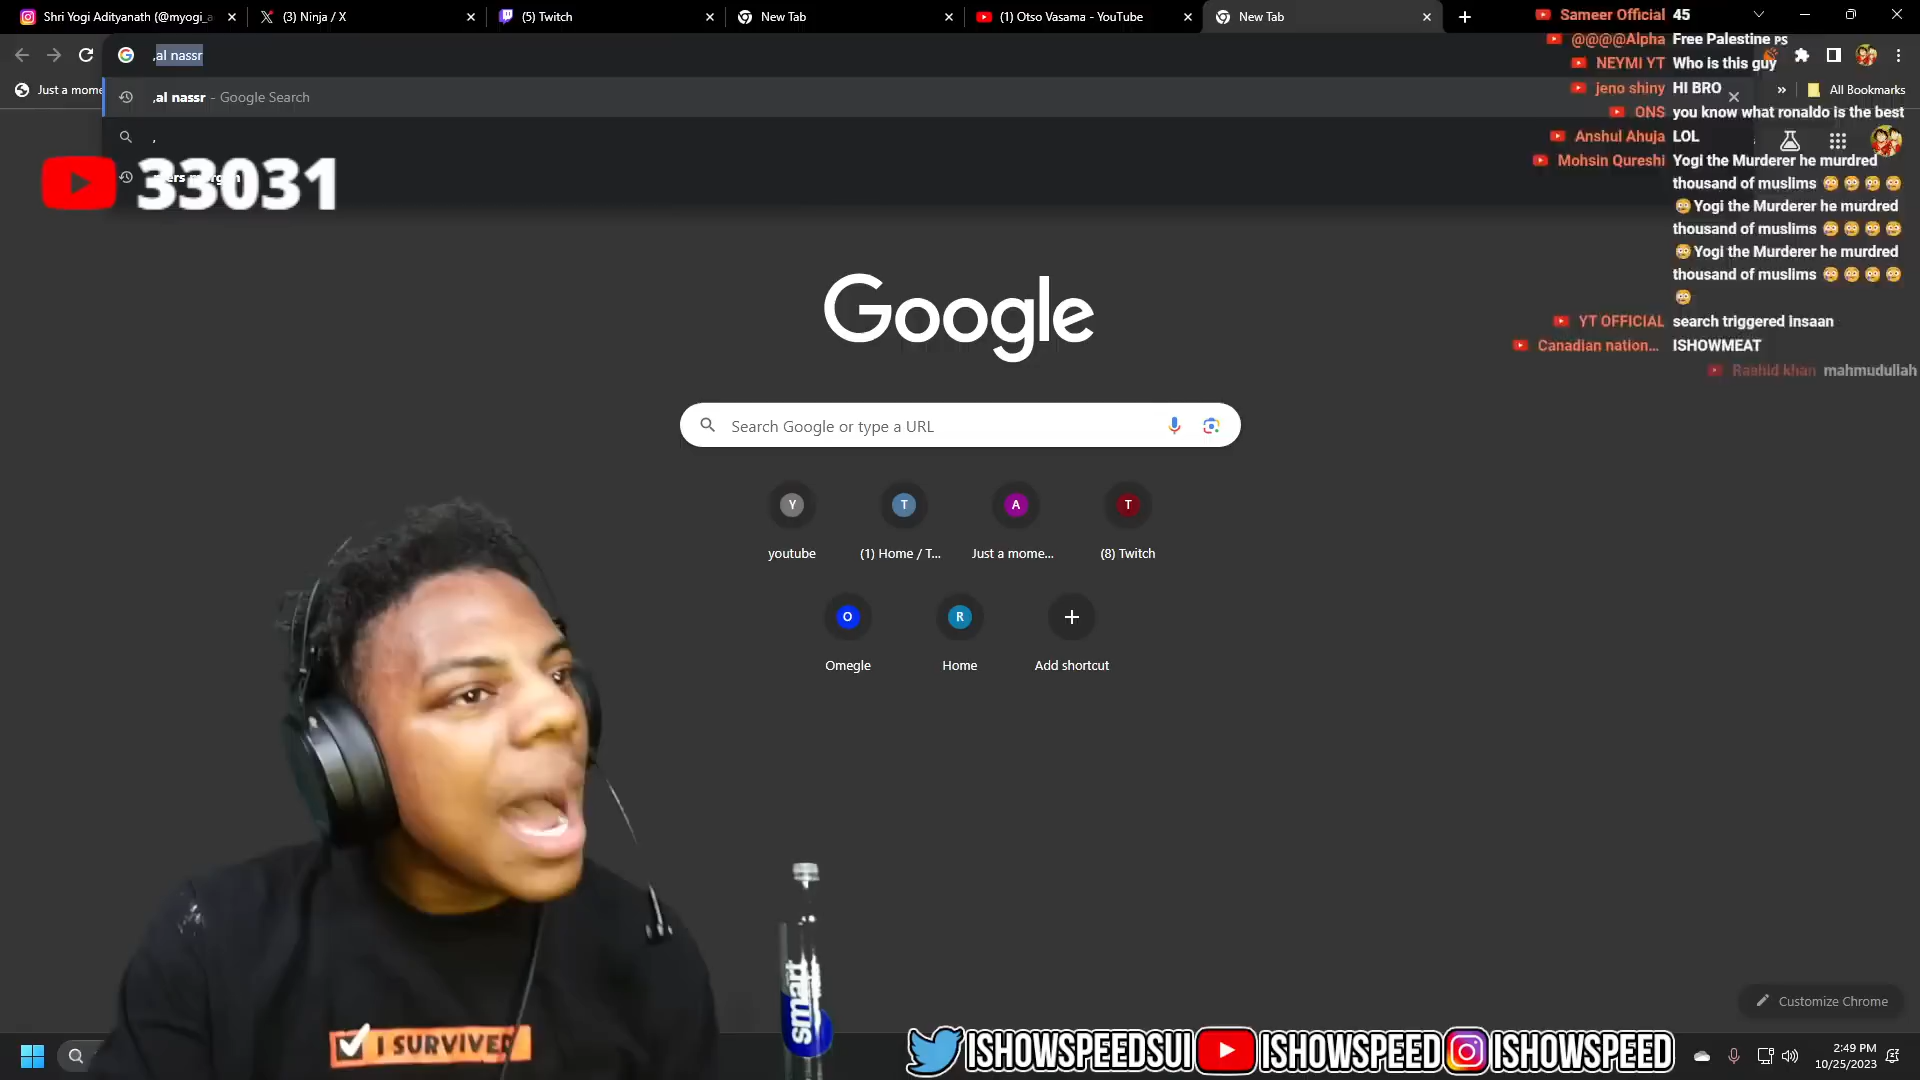 Shri Yogi Adityanath (@myogi_a
(3) Ninja / X
(5) Twitch
New Tab
(1) Otso Vasama - YouTube
New Tab
,al nassr
Just a mome
All Bookmarks
,al nassr - Google Search
,
33031
Sameer Official 45
@@@@Alpha Free Palestine PS
NEYMI YT Who is this guy
jeno shiny HI BRO
ONS you know what ronaldo is the best
Anshul Ahuja LOL
Mohsin Qureshi Yogi the Murderer he murdred
thousand of muslims
Yogi the Murderer he murdred
thousand of muslims
Yogi the Murderer he murdred
thousand of muslims
YT OFFICIAL search triggered insaan
Canadian nation... ISHOWMEAT
Rashid khan mahmudullah
Google
Search Google or type a URL
Y
T
A
T
youtube
(1) Home / T...
Just a mome...
(8) Twitch
O
R
Omegle
Home
Add shortcut
smart
I SURVIVED
Customize Chrome
ISHOWSPEEDSUI
ISHOWSPEED
ISHOWSPEED
2:49 PM
10/25/2023